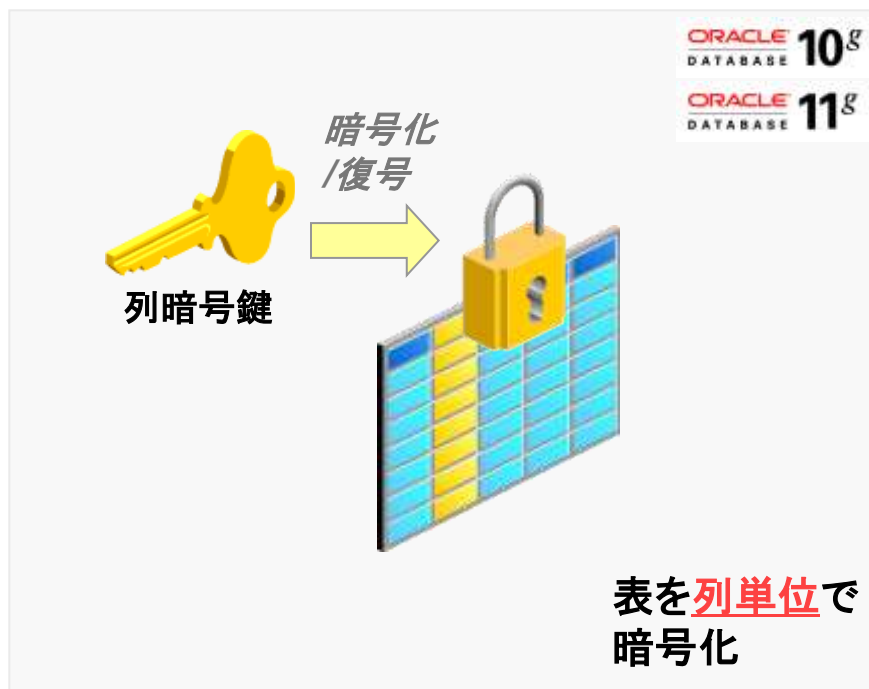 ORACLE
DATABASE 10g
ORACLE
DATABASE 11g
暗号化
/復号
列暗号鍵
表を列単位で
暗号化